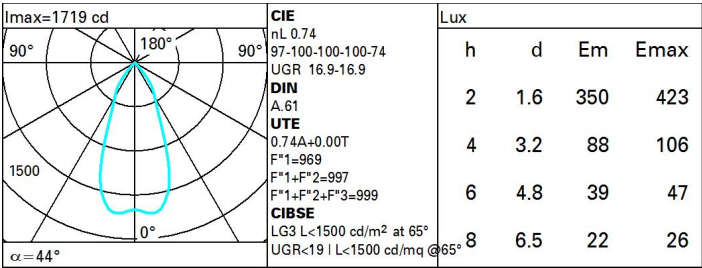 Imax=1719 cd
90° 180° 90°
1500
0°
α=44°
CIE
nL 0.74
97-100-100-100-74
UGR 16.9-16.9
DIN
A.61
UTE
0.74A+0.00T
F"1=969
F"1+F"2=997
F"1+F"2+F"3=999
CIBSE
LG3 L<1500 cd/m² at 65°
UGR<19 | L<1500 cd/mq @65°
Lux
h d Em Emax
2 1.6 350 423
4 3.2 88 106
6 4.8 39 47
8 6.5 22 26